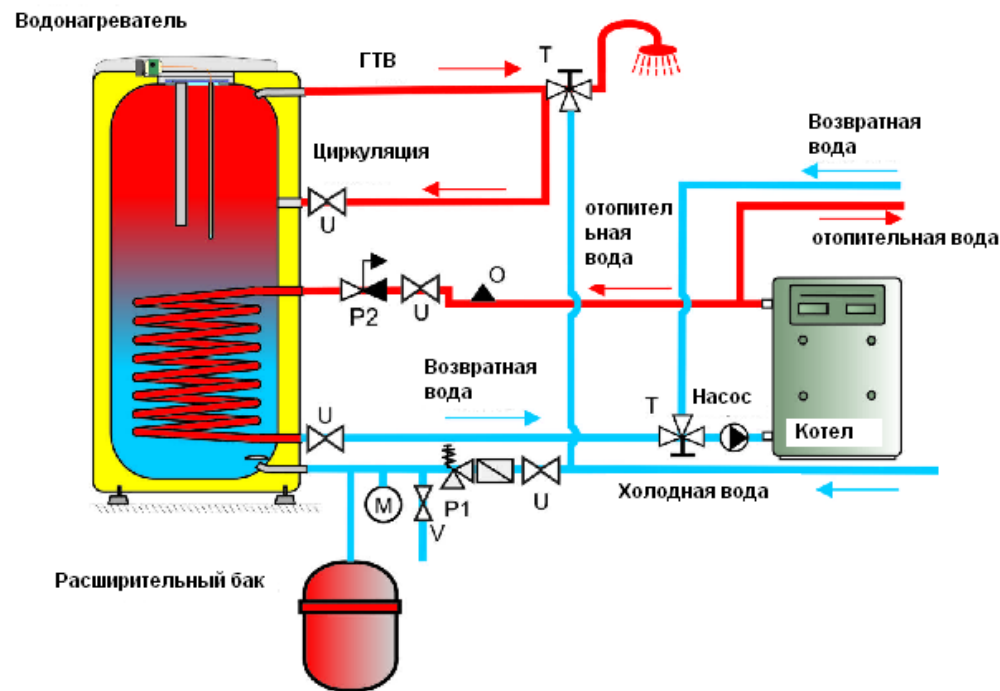 Водонагреватель
ГТВ
T
Циркуляция
U
Возвратная
вода
отопител
ьная
вода
отопительная вода
O
P2
U
Возвратная
вода
U
T
Насос
Котел
M
V
P1
U
Холодная вода
Расширительный бак